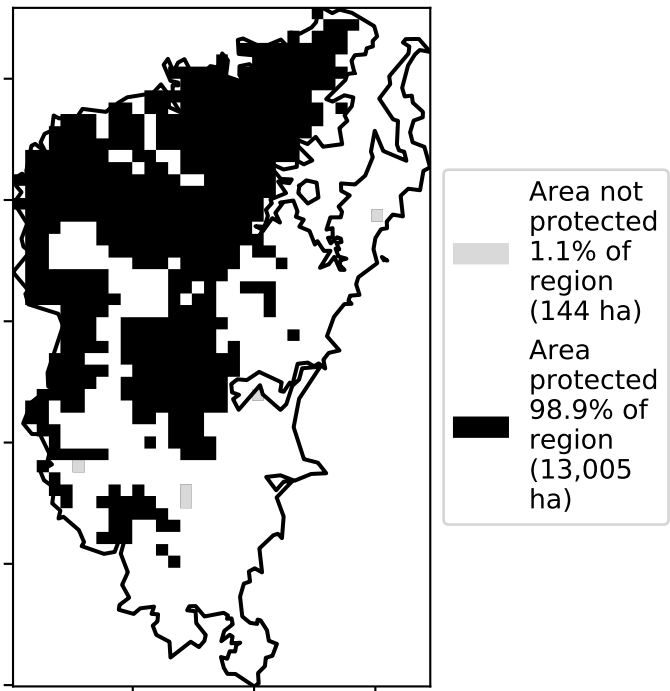 Area not
protected
1.1% of
region
(144 ha)
Area
protected
98.9% of
region
(13,005
ha)